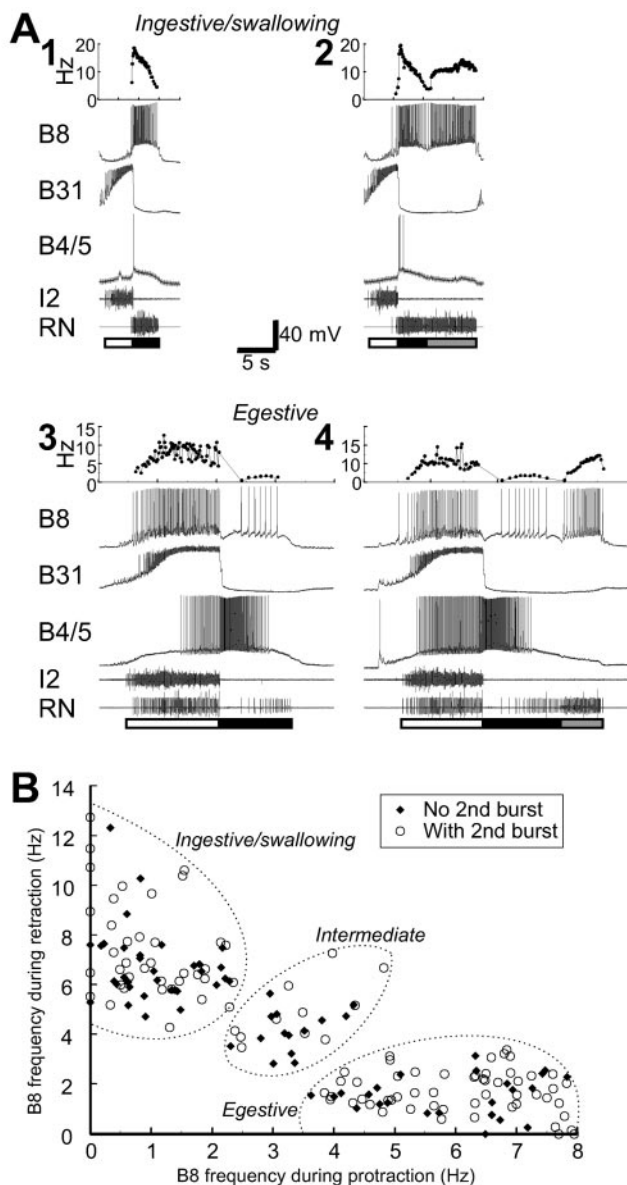 A
Ingestive/swallowing
1
2
Hz
20
10
0
20
10
0
B8
B31
B4/5
I2
RN
40 mV
5 s
Egestive
3
4
Hz
15
10
5
0
15
10
5
0
B8
B31
B4/5
I2
RN
B
No 2nd burst
With 2nd burst
Ingestive/swallowing
Intermediate
Egestive
B8 frequency during retraction (Hz)
14
12
10
8
6
4
2
0
0 1 2 3 4 5 6 7 8
B8 frequency during protraction (Hz)